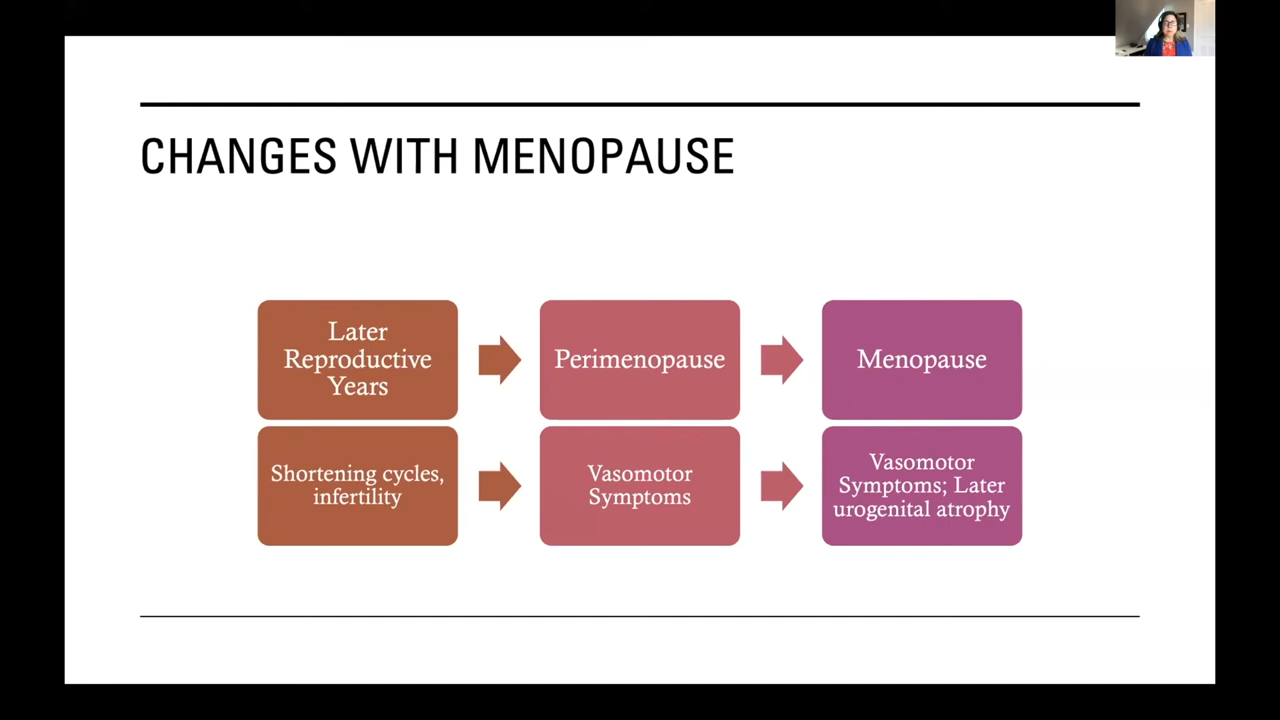 CHANGES WITH MENOPAUSE
Later
Reproductive
Years
Perimenopause
Menopause
Shortening cycles,
infertility
Vasomotor
Symptoms
Vasomotor
Symptoms; Later
urogenital atrophy